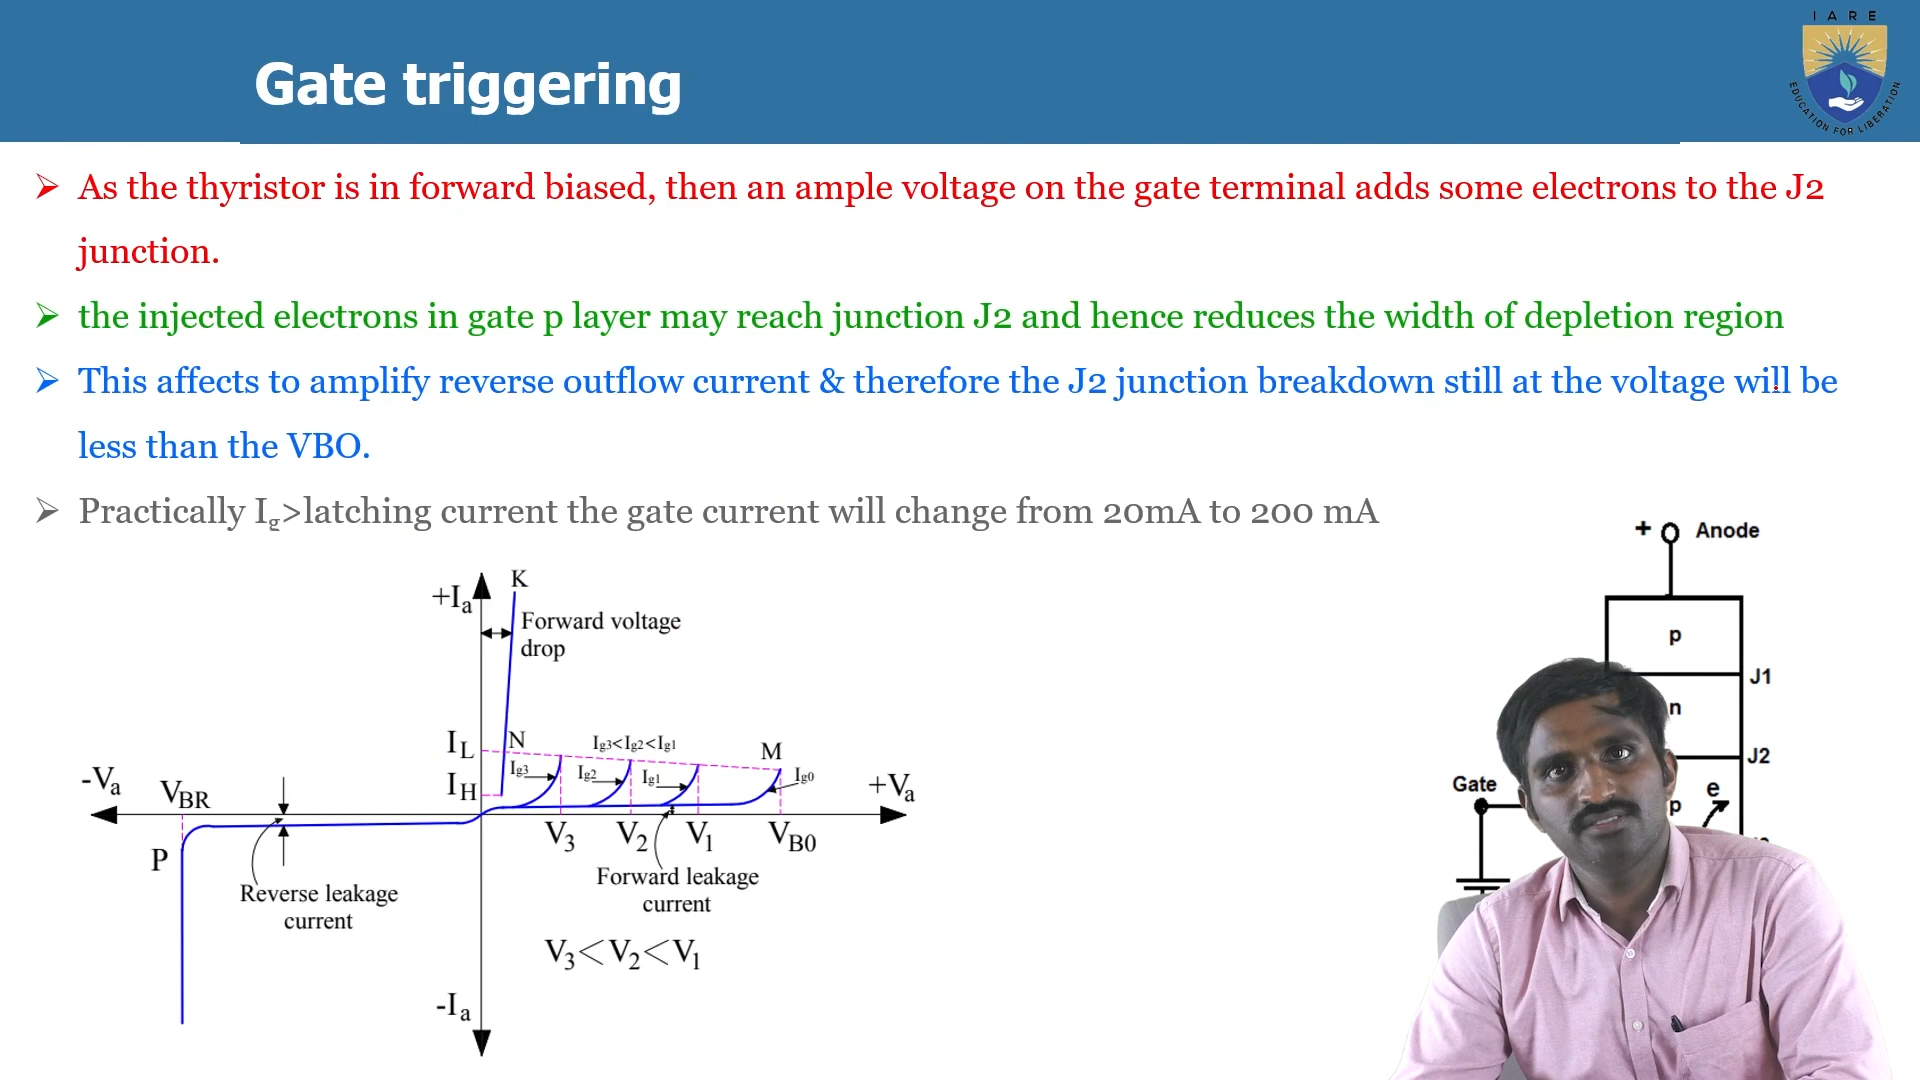 I A R E
EDUCATION FOR LIBERATION
Gate triggering
As the thyristor is in forward biased, then an ample voltage on the gate terminal adds some electrons to the J2
junction.
the injected electrons in gate p layer may reach junction J2 and hence reduces the width of depletion region
This affects to amplify reverse outflow current & therefore the J2 junction breakdown still at the voltage will be
less than the VBO.
Practically Ig>latching current the gate current will change from 20mA to 200 mA
+Ia
K
Forward voltage
drop
IL
N
Ig3<Ig2<Ig1
M
Ig3
Ig2
Ig1
Ig0
IH
-Va
VBR
+Va
V3
V2
V1
VB0
P
Reverse leakage
current
Forward leakage
current
V3<V2<V1
-Ia
+
Anode
p
J1
n
J2
Gate
e
p